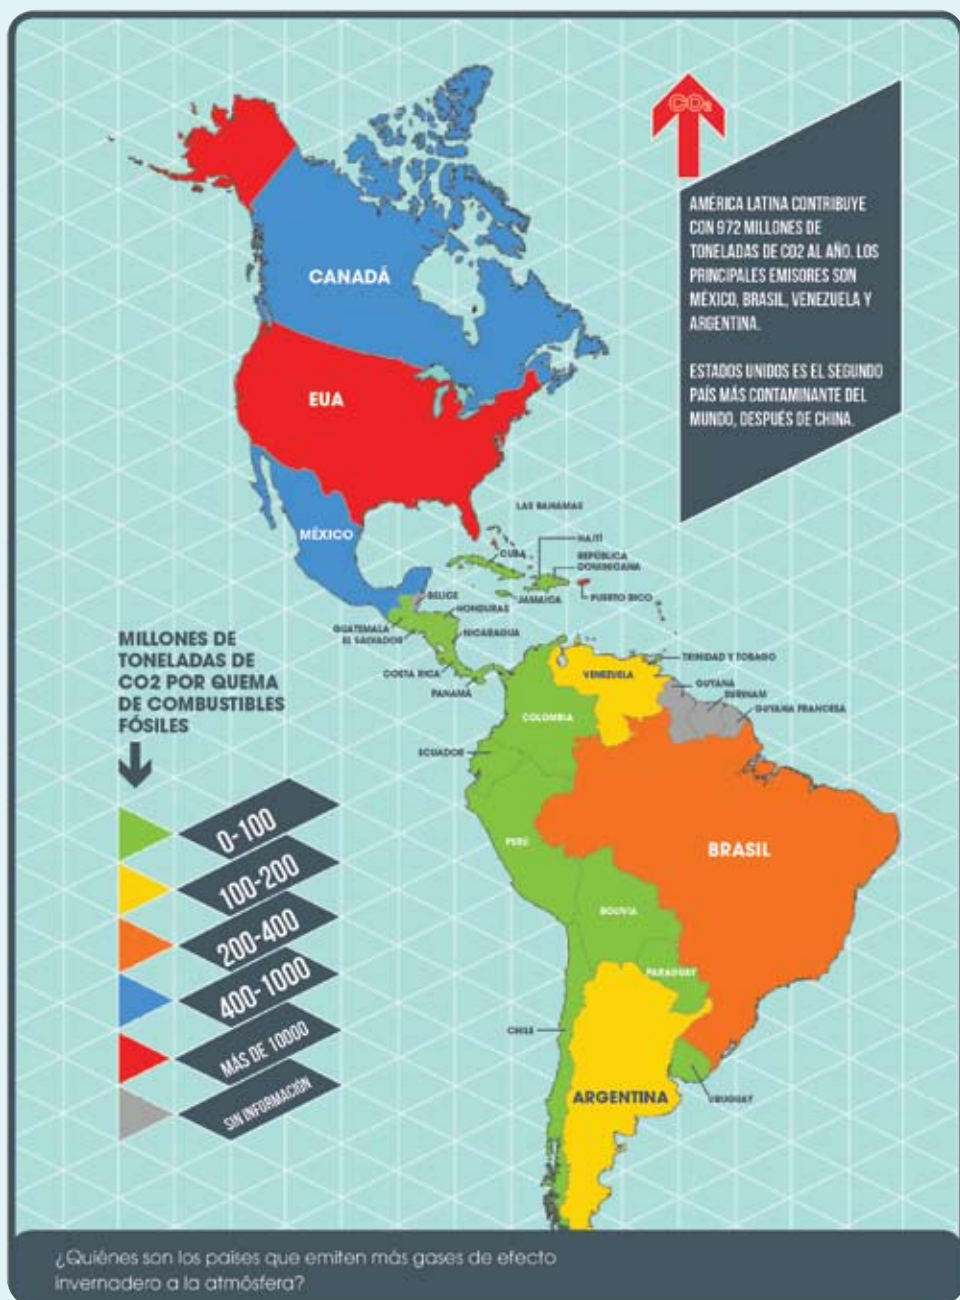 CO2
AMÉRICA LATINA CONTRIBUYE
CON 972 MILLONES DE
TONELADAS DE CO2 AL AÑO. LOS
PRINCIPALES EMISORES SON
MÉXICO, BRASIL, VENEZUELA Y
ARGENTINA.
ESTADOS UNIDOS ES EL SEGUNDO
PAÍS MÁS CONTAMINANTE DEL
MUNDO, DESPUÉS DE CHINA.
CANADÁ
EUA
MÉXICO
LAS BAHAMAS
CUBA
HAITÍ
REPÚBLICA
DOMINICANA
JAMAICA
PUERTO RICO
BELICE
HONDURAS
GUATEMALA
EL SALVADOR
NICARAGUA
COSTA RICA
PANAMÁ
TRINIDAD Y TOBAGO
VENEZUELA
GUYANA
SURINAM
GUYANA FRANCESA
COLOMBIA
ECUADOR
PERÚ
BRASIL
BOLIVIA
PARAGUAY
CHILE
ARGENTINA
URUGUAY
MILLONES DE
TONELADAS DE
CO2 POR QUEMA
DE COMBUSTIBLES
FÓSILES
0-100
100-200
200-400
400-1000
MÁS DE 10000
SIN INFORMACIÓN
¿Quiénes son los países que emiten más gases de efecto
invernadero a la atmósfera?